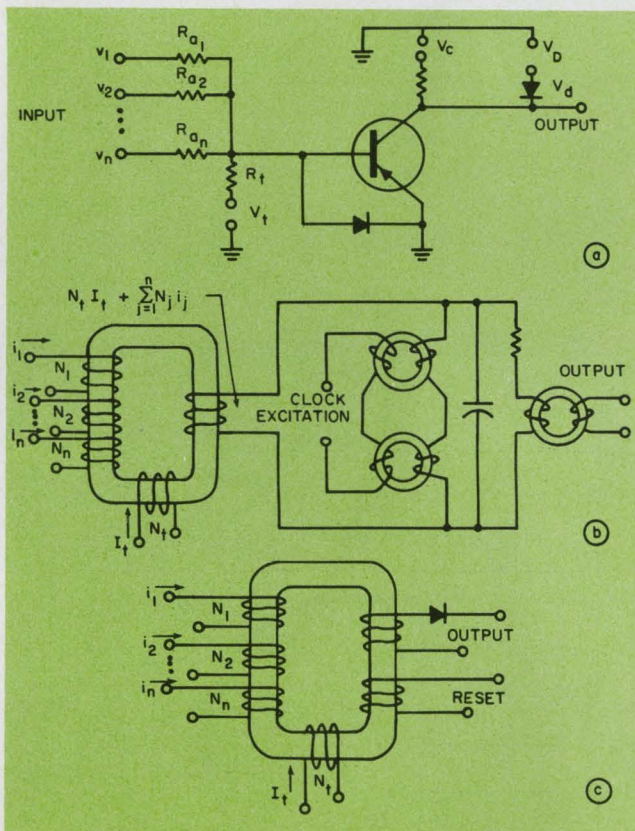 v1
Ra1
v2
Ra2
INPUT
vn
Ran
Rt
Vt
Vc
VD
Vd
OUTPUT
a
Nt It + n∑j=1 Nj ij
i1
N1
i2
N2
in
Nn
It
Nt
CLOCK
EXCITATION
OUTPUT
b
i1
N1
i2
N2
in
Nn
It
Nt
OUTPUT
RESET
c